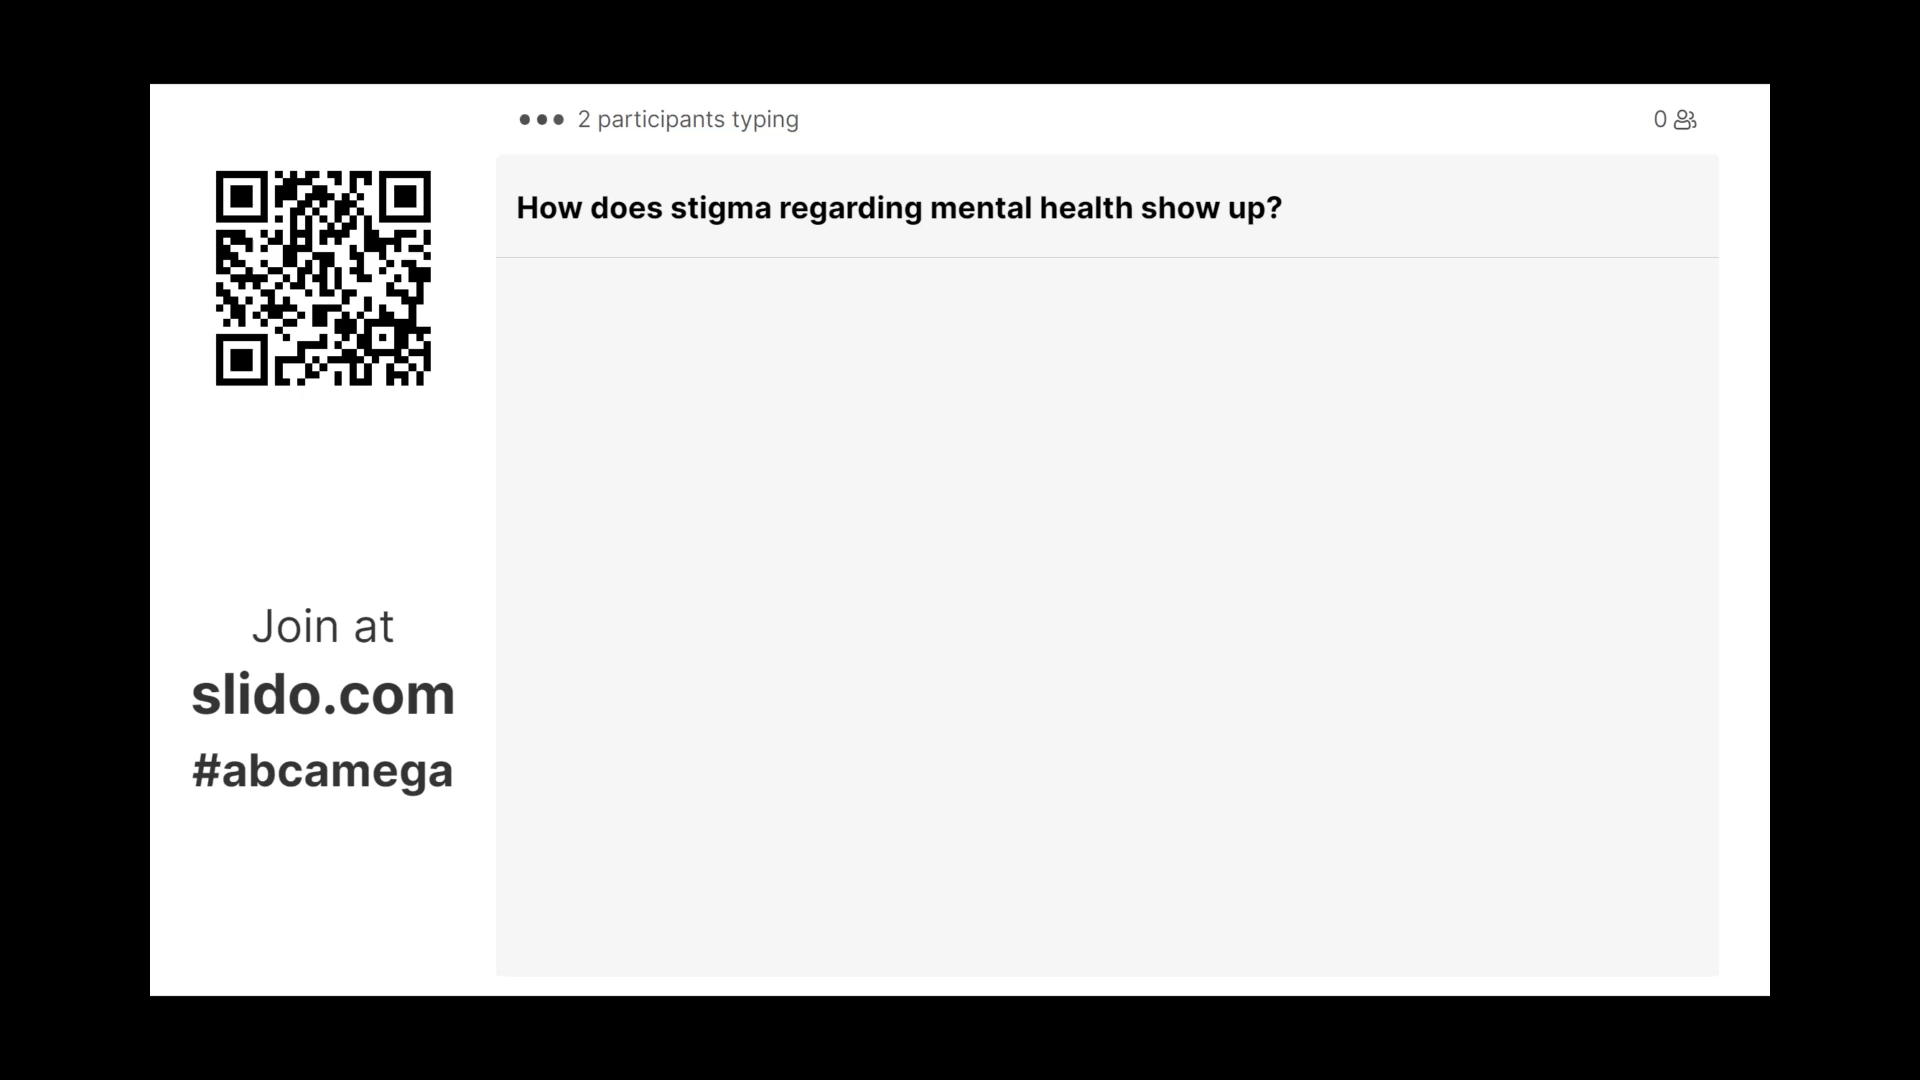 2 participants typing
0
How does stigma regarding mental health show up?
Join at
slido.com
#abcamega